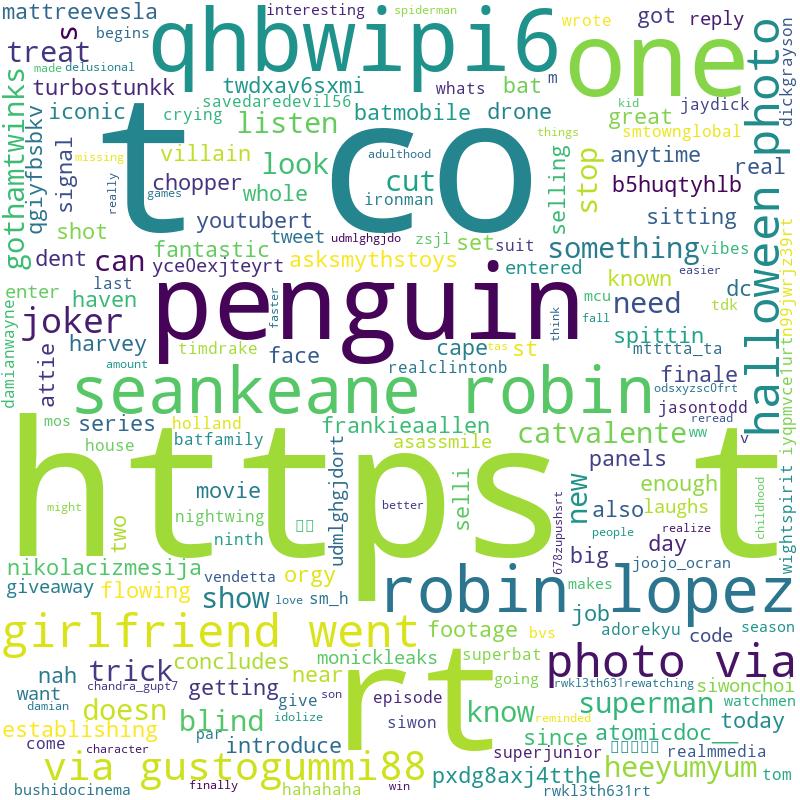 mattreevesla
begins
interesting
spiderman
qhbwipi6
one
wrote
got
reply
s
treat
turbostunkk
twdxav6sxmi
whats
bat
m
jaydick
dickgrayson
savedaredevil56
batmobile
drone
kid
great
smtownglobal
iconic
crying
listen
things
anytime
made
delusional
gothamtwinks
qgiyfbsbkv
signal
missing
villain
look
adulthood
stop
real
halloween photo
t co
really
games
chopper
whole
cut
ironman
selling
b5huqtyhlb
youtubert
sitting
shot
tweet
udmlghgjdo
zsjl
set
suit
something
vibes
dent
can
fantastic
yce0exjteyrt
asksmythstoys
entered
known
easier
enter
last
haven
penguin
faster
think
mcu
fall
need
dc
tdk
joker
harvey
timdrake
face
cape
st
spittin
tom
realclintonb
mttttta_ta
finale
damianwayne
attie
seankeane robin
odsxyzsc0frt
jasontodd
reread
mos
series
holland
frankieaallen
catvalente
ww
v
house
batfamily
asassmile
panels
https t
movie
udmlghgjdort
selli
new
enough
laughs
childhood
might
two
nightwing
better
also
people
realize
ninth
678zupushsrt
day
wightspirit
iyqpmvce1urtn99jwrjz39rt
nikolacizmesija
big
joojo_ocran
giveaway
flowing
vendetta
orgy
robin lopez
makes
show
love
sm_h
job
adorekyu
code
season
girlfriend went
footage
bvs
photo via
nah
trick
concludes
monickleaks
superbat
rt
want
chandra_gupt7
getting
near
going
rwkl3th631rewatching
siwonchoi
damian
doesn
give
son
episode
know
superman
watchmen
establishing
blind
idolize
siwon
reminded
since
atomicdoc__
today
come
character
par
introduce
superjunior
realmmedia
via gustogummi88
pxdg8axj4tthe
heeyumyum
tom
bushidocinema
finally
hahahaha
win
rwkl3th631rt